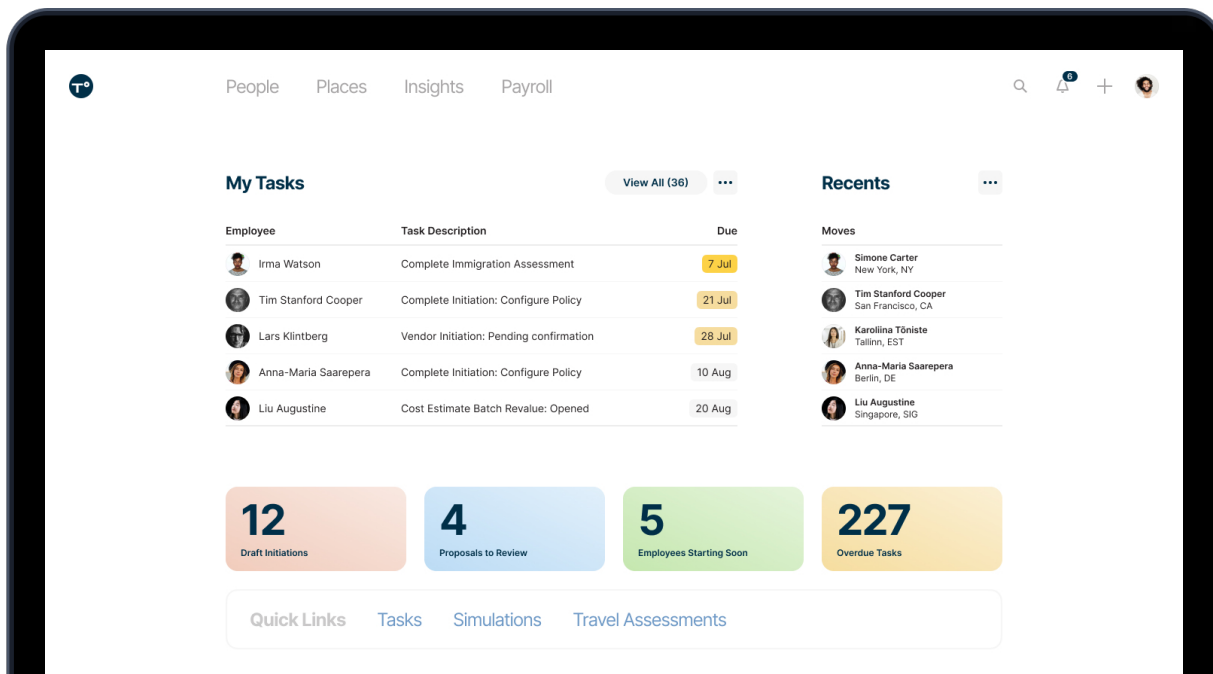 T°
People Places Insights Payroll
6
My Tasks
View All (36)
Recents
Employee Task Description Due
Irma Watson Complete Immigration Assessment 7 Jul
Tim Stanford Cooper Complete Initiation: Configure Policy 21 Jul
Lars Klintberg Vendor Initiation: Pending confirmation 28 Jul
Anna-Maria Saarepera Complete Initiation: Configure Policy 10 Aug
Liu Augustine Cost Estimate Batch Revalue: Opened 20 Aug
Moves
Simone Carter
New York, NY
Tim Stanford Cooper
San Francisco, CA
Karoliina Tõniste
Tallinn, EST
Anna-Maria Saarepera
Berlin, DE
Liu Augustine
Singapore, SIG
12
Draft Initiations
4
Proposals to Review
5
Employees Starting Soon
227
Overdue Tasks
Quick Links Tasks Simulations Travel Assessments